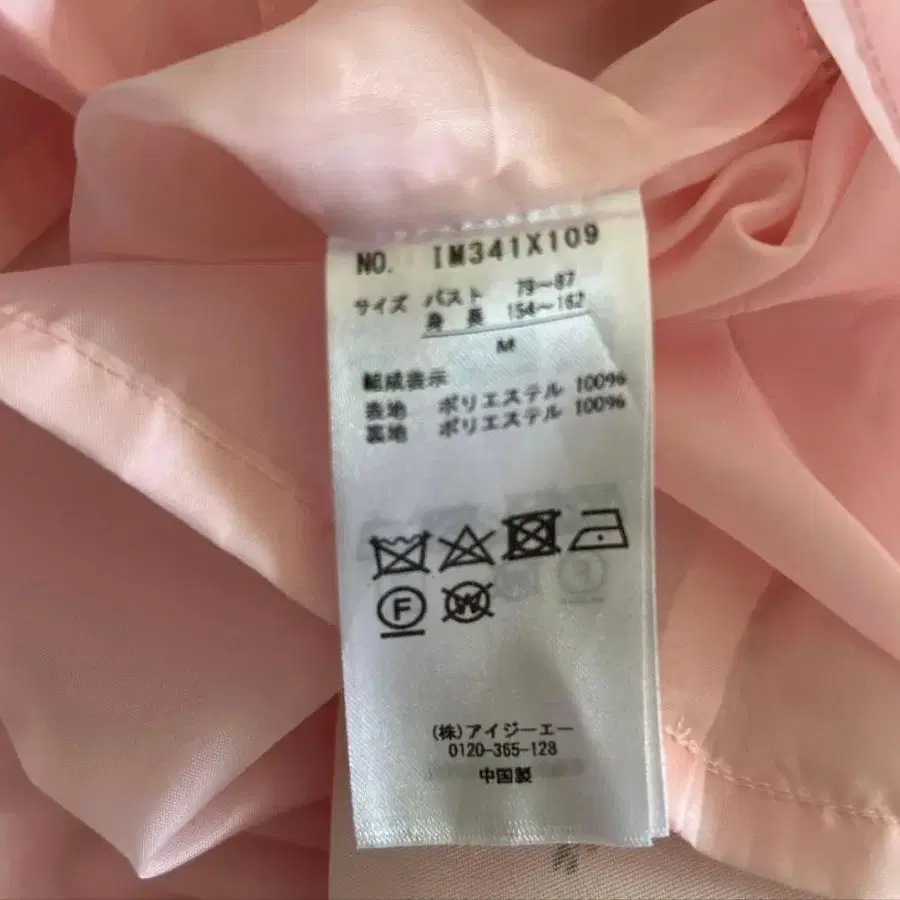 NO. IM341X109
サイズ バスト 79～87
身長 154～162
M
組成表示
表地 ポリエステル 100%
裏地 ポリエステル 100%
F W
(株)アイジーエー
0120-365-128
中国製